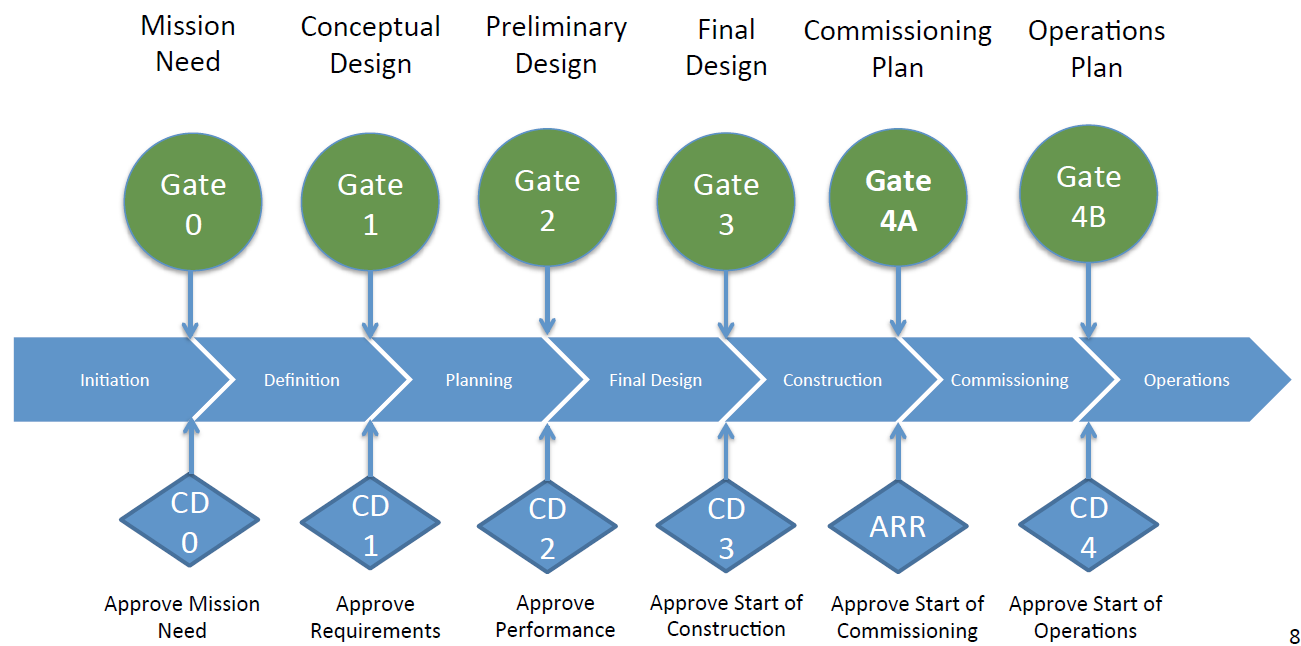 Mission
Need
Conceptual
Design
Preliminary
Design
Final
Design
Commissioning
Plan
Operations
Plan
Gate
0
Gate
1
Gate
2
Gate
3
Gate
4A
Gate
4B
Initiation
Definition
Planning
Final Design
Construction
Commissioning
Operations
CD
0
CD
1
CD
2
CD
3
ARR
CD
4
Approve Mission
Need
Approve
Requirements
Approve
Performance
Approve Start of
Construction
Approve Start of
Commissioning
Approve Start of
Operations
8